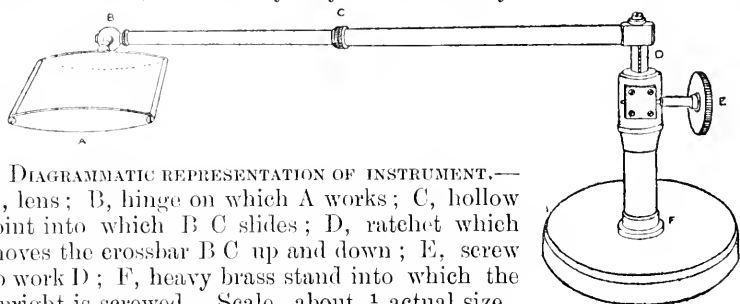 B
C
D
E
A
F
DIAGRAMMATIC REPRESENTATION OF INSTRUMENT.—
, lens; B, hinge on which A works; C, hollow
oint into which B C slides; D, ratchet which
noves the crossbar B C up and down; E, screw
o work D; F, heavy brass stand into which the
upright is screwed. Scale, about actual size.